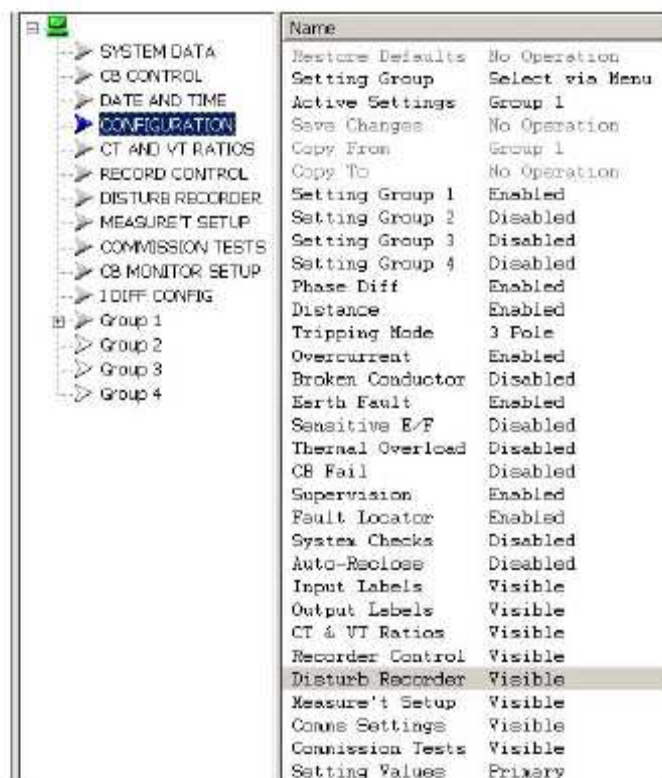 SYSTEM DATA
CB CONTROL
DATE AND TIME
CONFIGURATION
CT AND VT RATIOS
RECORD CONTROL
DISTURB RECORDER
MEASURE'T SETUP
COMMISSION TESTS
CB MONITOR SETUP
I DIFF CONFIG
Group 1
Group 2
Group 3
Group 4
Name
Restore Defaults No Operation
Setting Group Select via Menu
Active Settings Group 1
Save Changes No Operation
Copy From Group 1
Copy To No Operation
Setting Group 1 Enabled
Setting Group 2 Disabled
Setting Group 3 Disabled
Setting Group 4 Disabled
Phase Diff Enabled
Distance Enabled
Tripping Mode 3 Pole
Overcurrent Enabled
Broken Conductor Disabled
Earth Fault Enabled
Sensitive E/F Disabled
Thermal Overload Disabled
CB Fail Disabled
Supervision Enabled
Fault Locator Enabled
System Checks Disabled
Auto-Reclose Disabled
Input Labels Visible
Output Labels Visible
CT & VT Ratios Visible
Recorder Control Visible
Disturb Recorder Visible
Measure't Setup Visible
Comms Settings Visible
Commission Tests Visible
Setting Values Primary